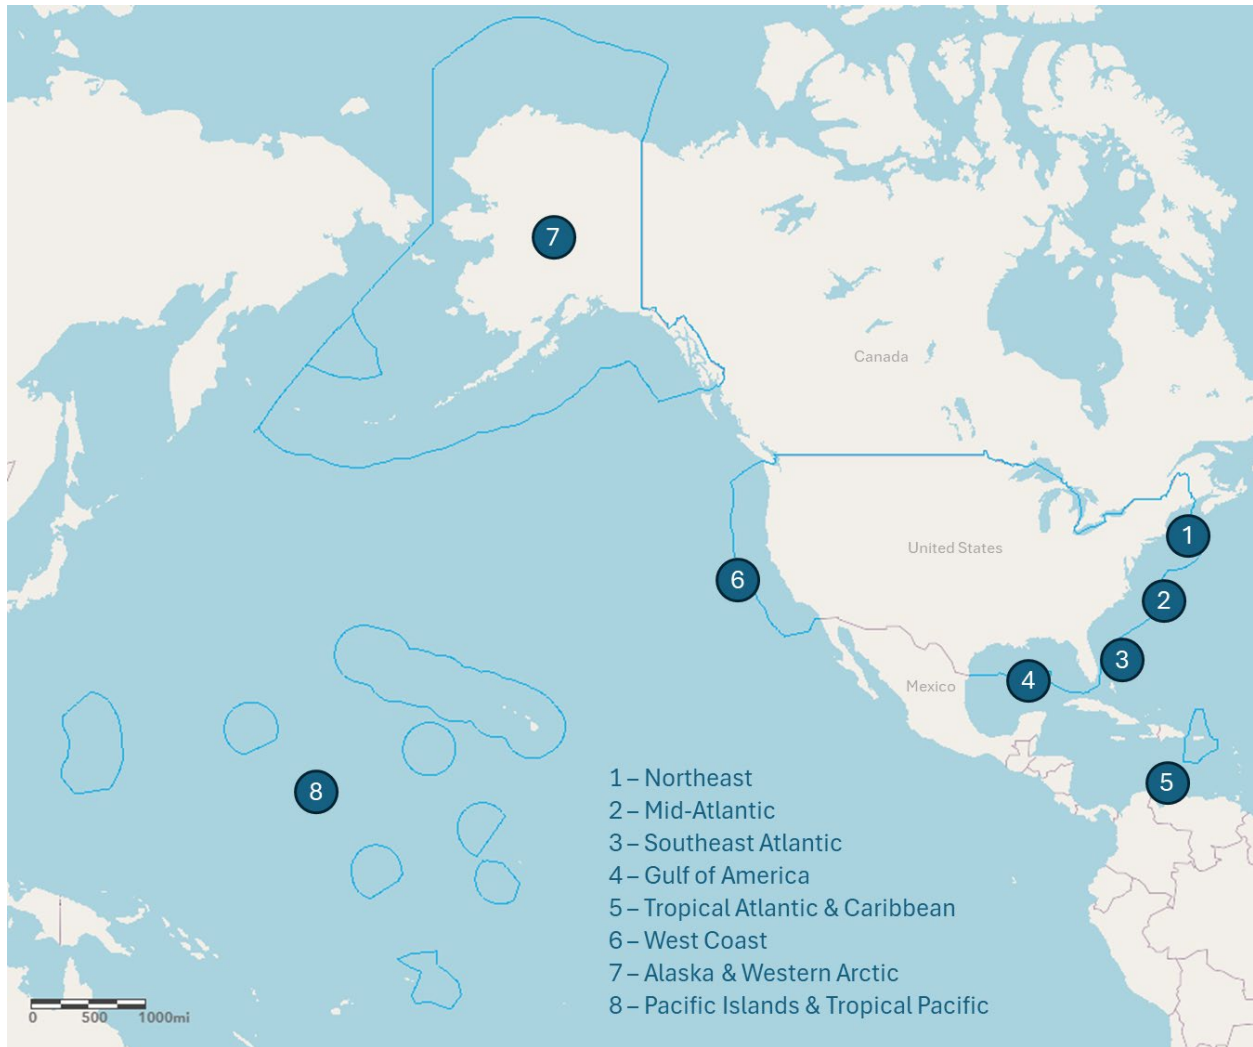 7
Canada
1
United States
6
2
3
Mexico
4
5
8
1 – Northeast
2 – Mid-Atlantic
3 – Southeast Atlantic
4 – Gulf of America
5 – Tropical Atlantic & Caribbean
6 – West Coast
7 – Alaska & Western Arctic
8 – Pacific Islands & Tropical Pacific
0 500 1000mi